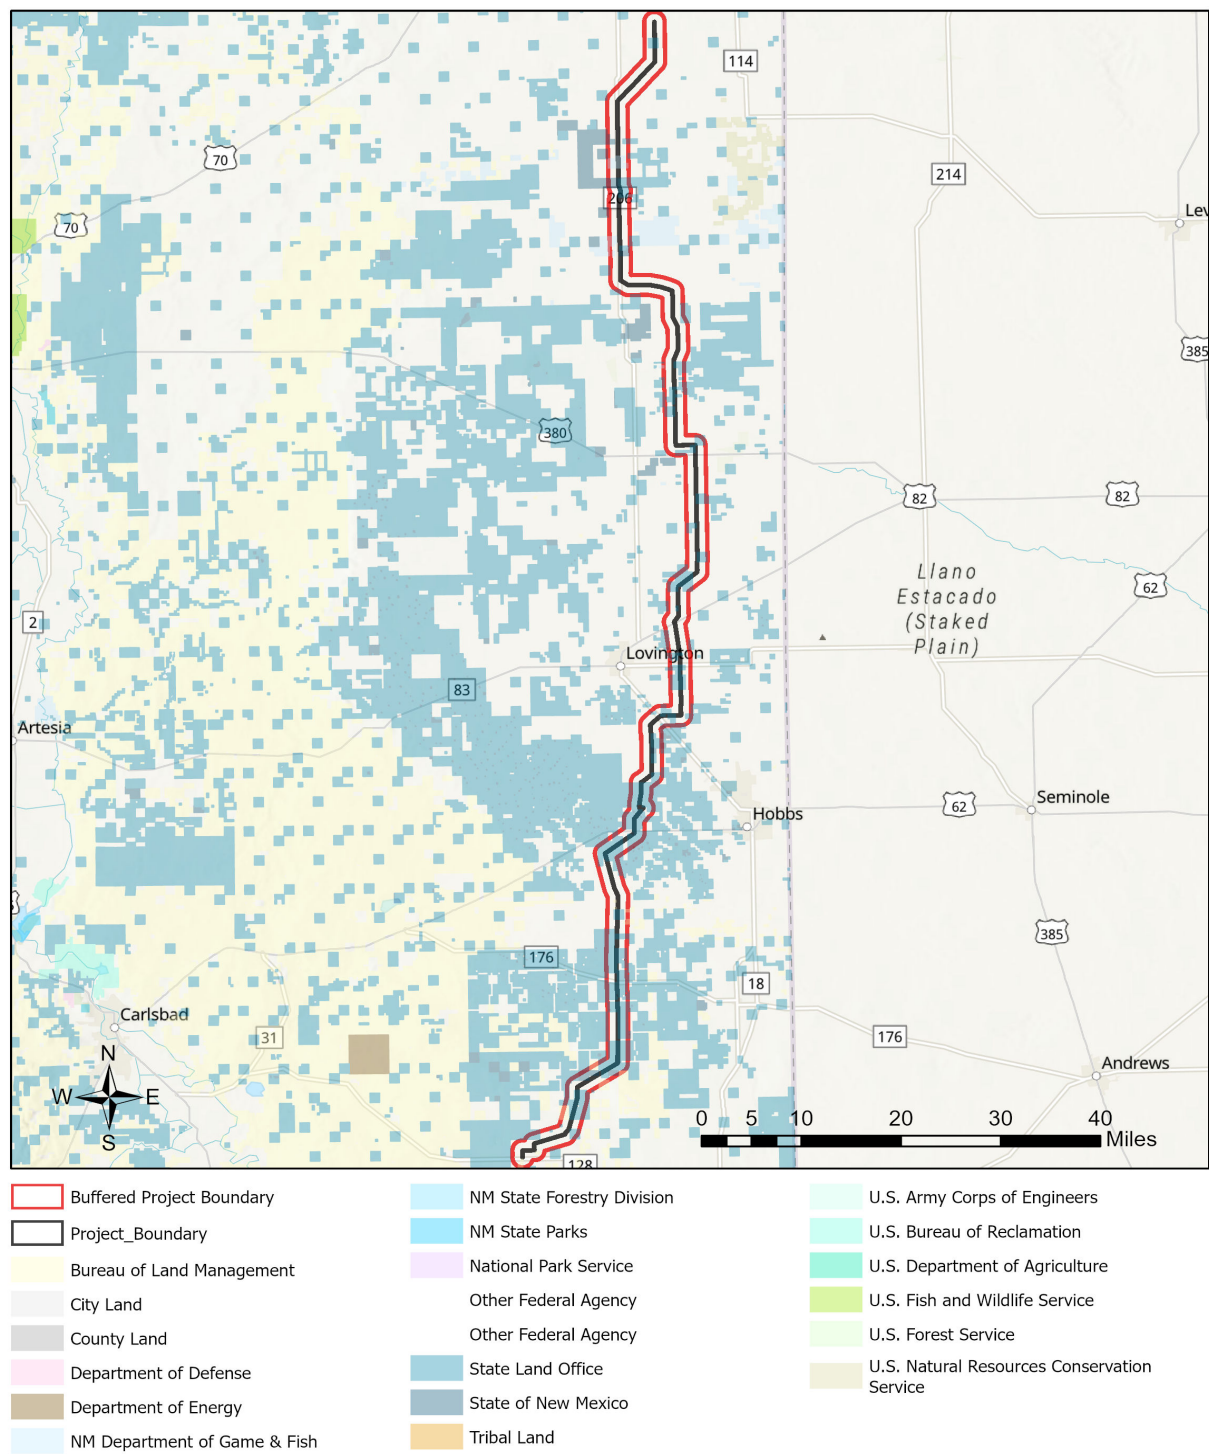 114
70
214
206
70
Lev
385
380
82
82
Llano
Estacado
(Staked
Plain)
62
2
Lovington
83
Artesia
62
Seminole
Hobbs
385
176
18
Carlsbad
31
176
Andrews
N
W E
S
0 5 10 20 30 40
Miles
128
Buffered Project Boundary
Project_Boundary
Bureau of Land Management
City Land
County Land
Department of Defense
Department of Energy
NM Department of Game & Fish
NM State Forestry Division
NM State Parks
National Park Service
Other Federal Agency
Other Federal Agency
State Land Office
State of New Mexico
Tribal Land
U.S. Army Corps of Engineers
U.S. Bureau of Reclamation
U.S. Department of Agriculture
U.S. Fish and Wildlife Service
U.S. Forest Service
U.S. Natural Resources Conservation
Service